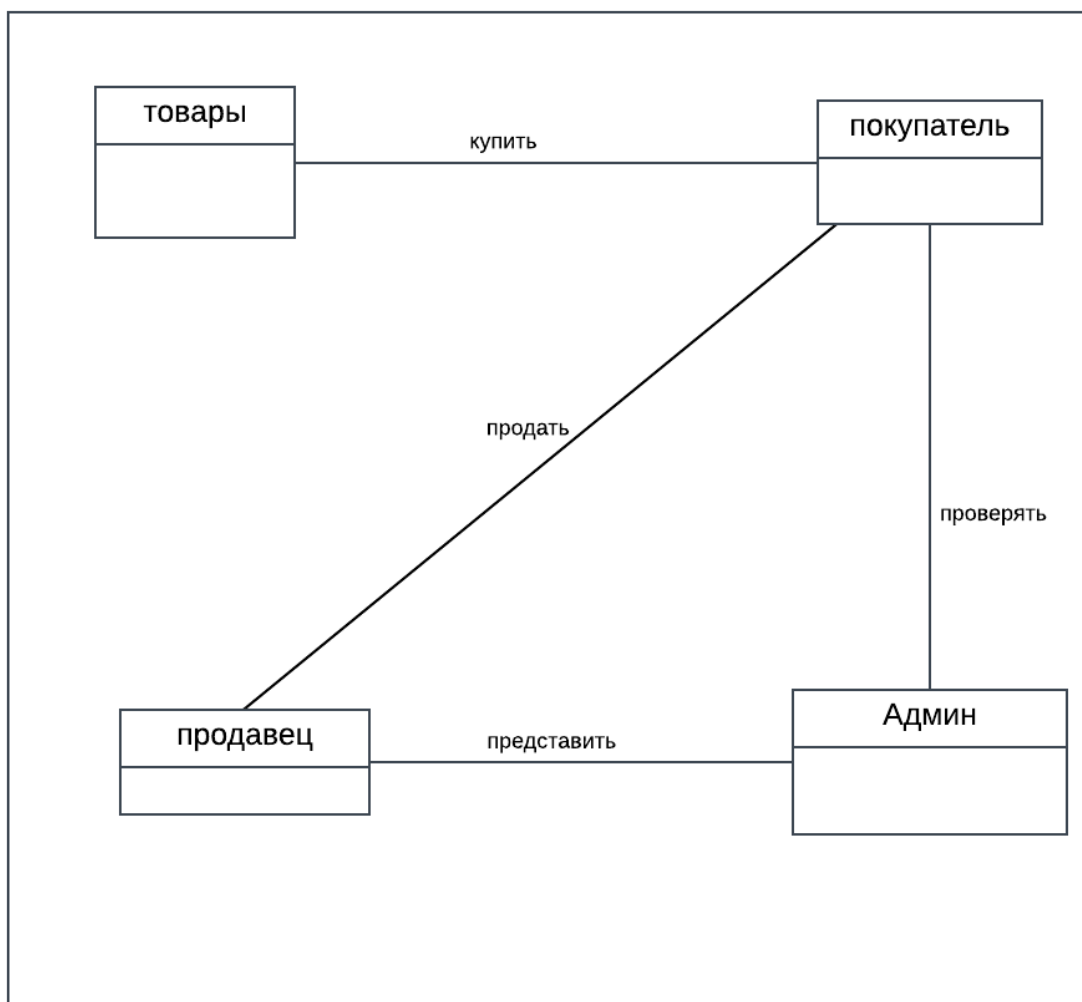 товары
покупатель
купить
продать
проверять
продавец
Админ
представить